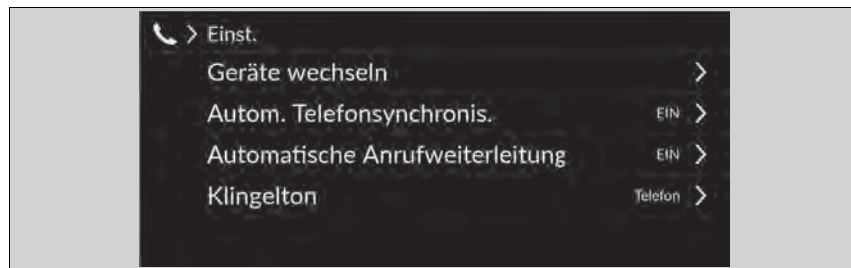 Einst.
Geräte wechseln
Autom. Telefonsynchronis. EIN
Automatische Anrufweiterleitung EIN
Klingelton Telefon